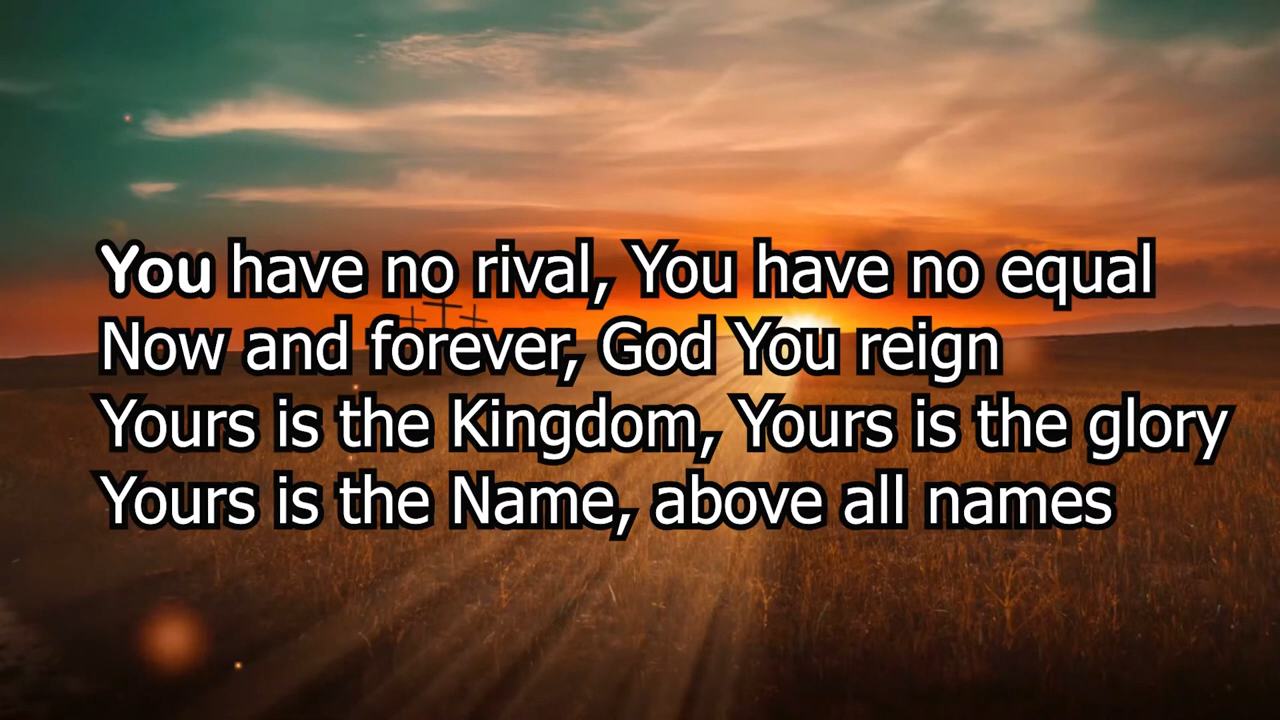 You have no rival, You have no equal
Now and forever, God You reign
Yours is the Kingdom, Yours is the glory
Yours is the Name, above all names